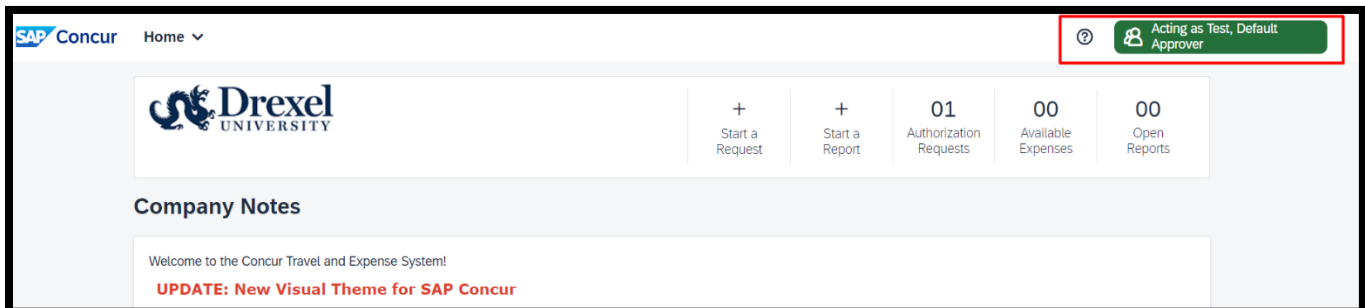 SAP Concur Home
Acting as Test, Default
Approver
Drexel
UNIVERSITY
+
Start a
Request
+
Start a
Report
01
Authorization
Requests
00
Available
Expenses
00
Open
Reports
Company Notes
Welcome to the Concur Travel and Expense System!
UPDATE: New Visual Theme for SAP Concur